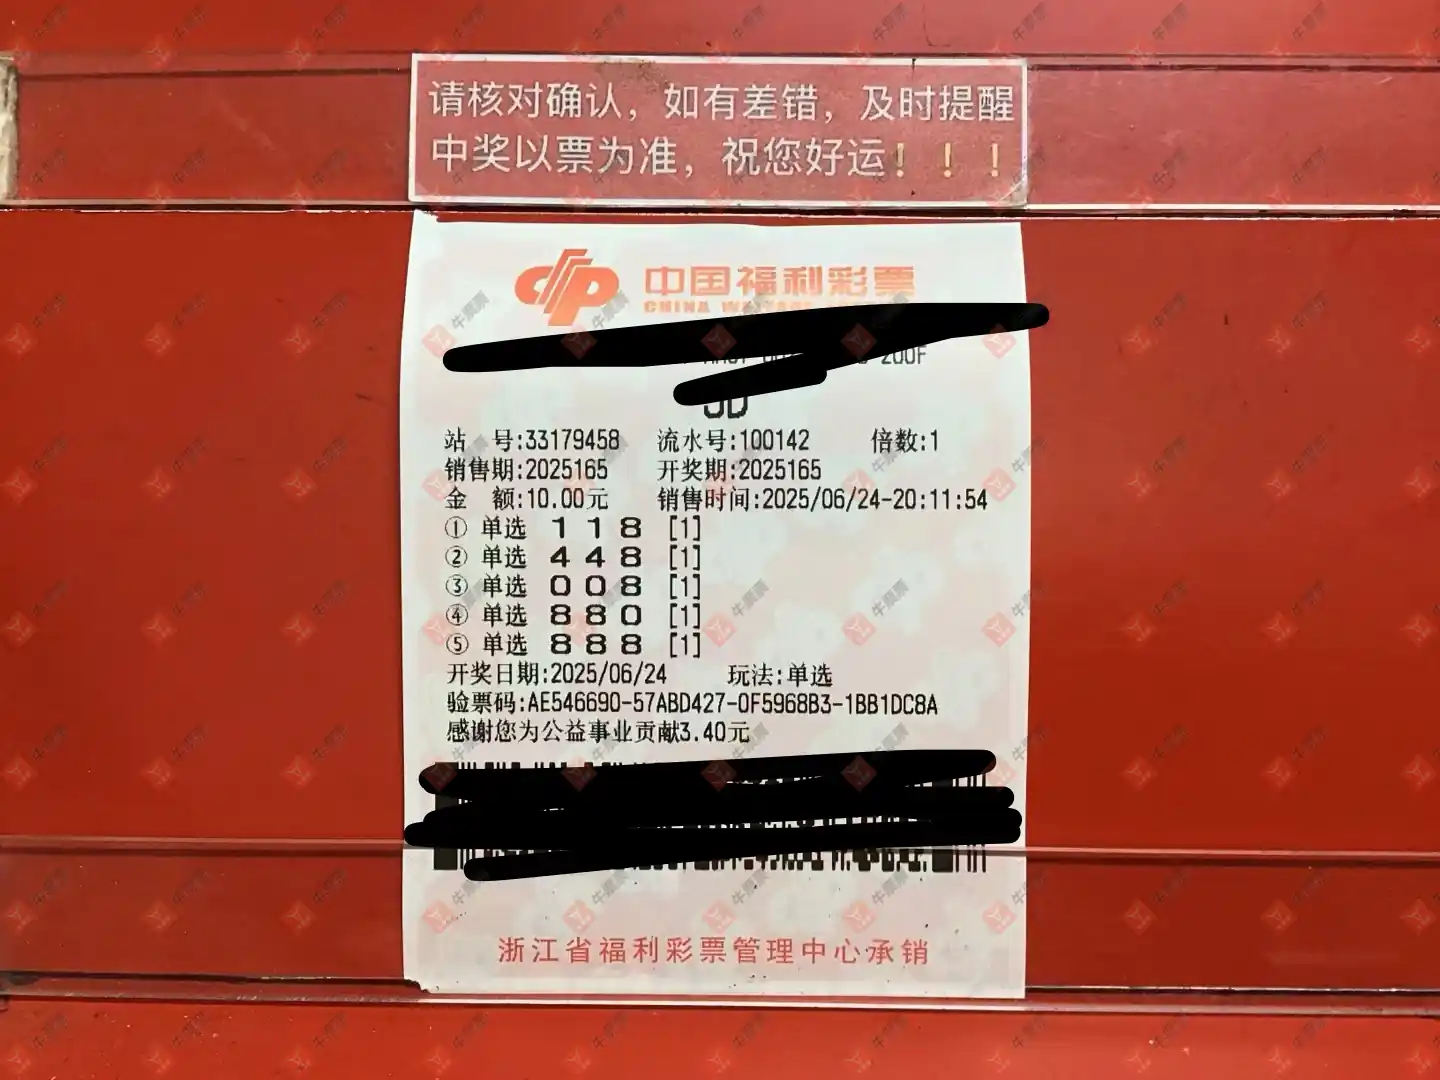 请核对确认，如有差错，及时提醒
中奖以票为准，祝您好运！！！
中国福利彩票
CHINA
200F
3D
站 号:33179458 流水号:100142 倍数:1
销售期:2025165 开奖期:2025165
金 额:10.00元 销售时间:2025/06/24-20:11:54
① 单选 1 1 8 [1]
② 单选 4 4 8 [1]
③ 单选 0 0 8 [1]
④ 单选 8 8 0 [1]
⑤ 单选 8 8 8 [1]
开奖日期:2025/06/24 玩法:单选
验票码:AE546690-57ABD427-0F5968B3-1BB1DC8A
感谢您为公益事业贡献3.40元
浙江省福利彩票管理中心承销